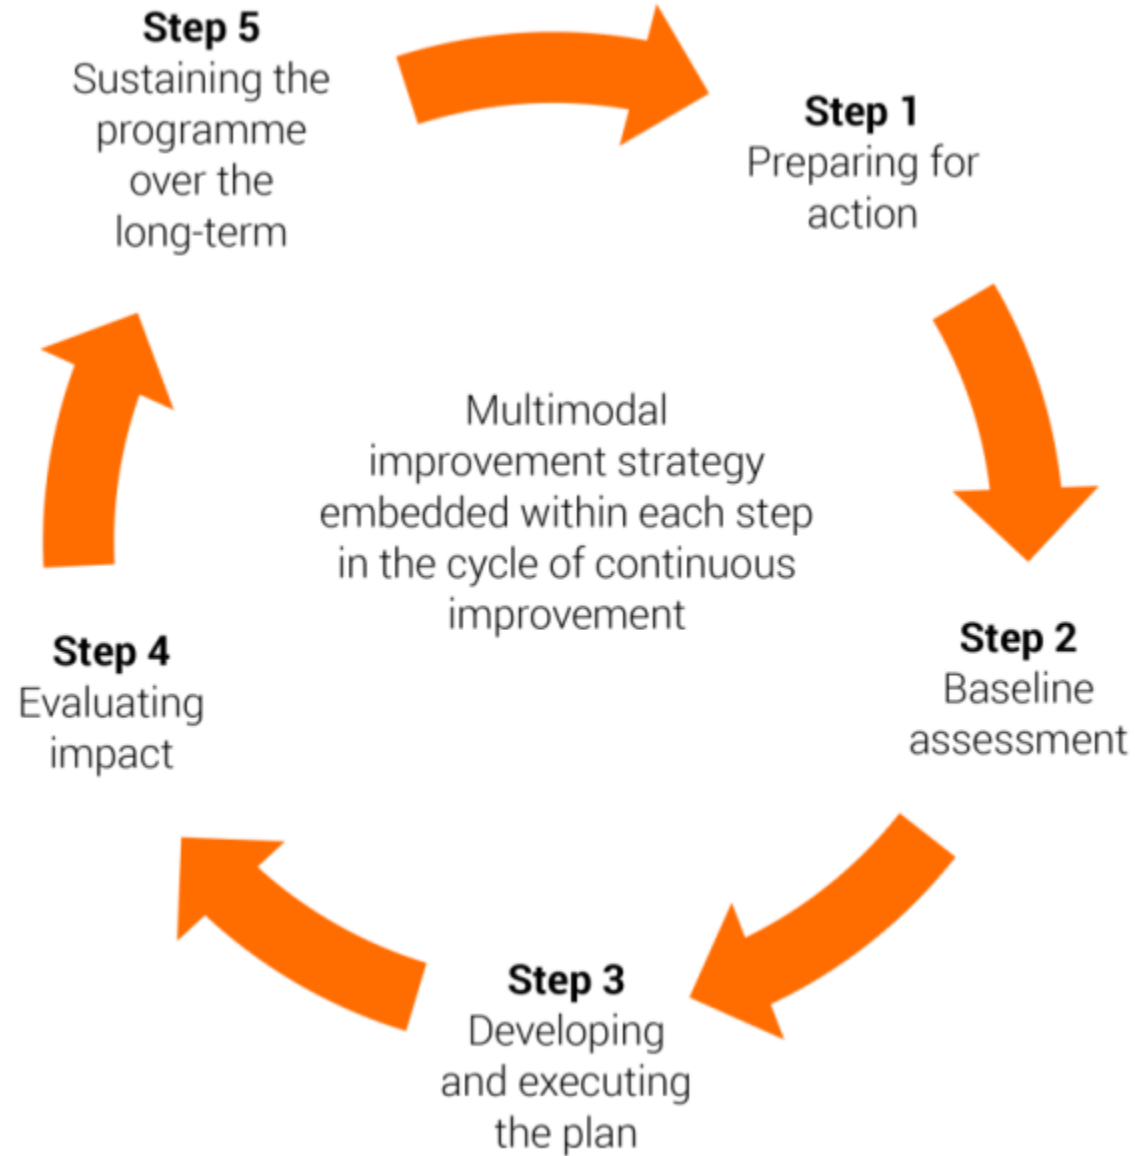 Step 1
Preparing for
action
Step 2
Baseline
assessment
Step 3
Developing
and executing
the plan
Step 4
Evaluating
impact
Step 5
Sustaining the
programme
over the
long-term
Multimodal
improvement strategy
embedded within each step
in the cycle of continuous
improvement